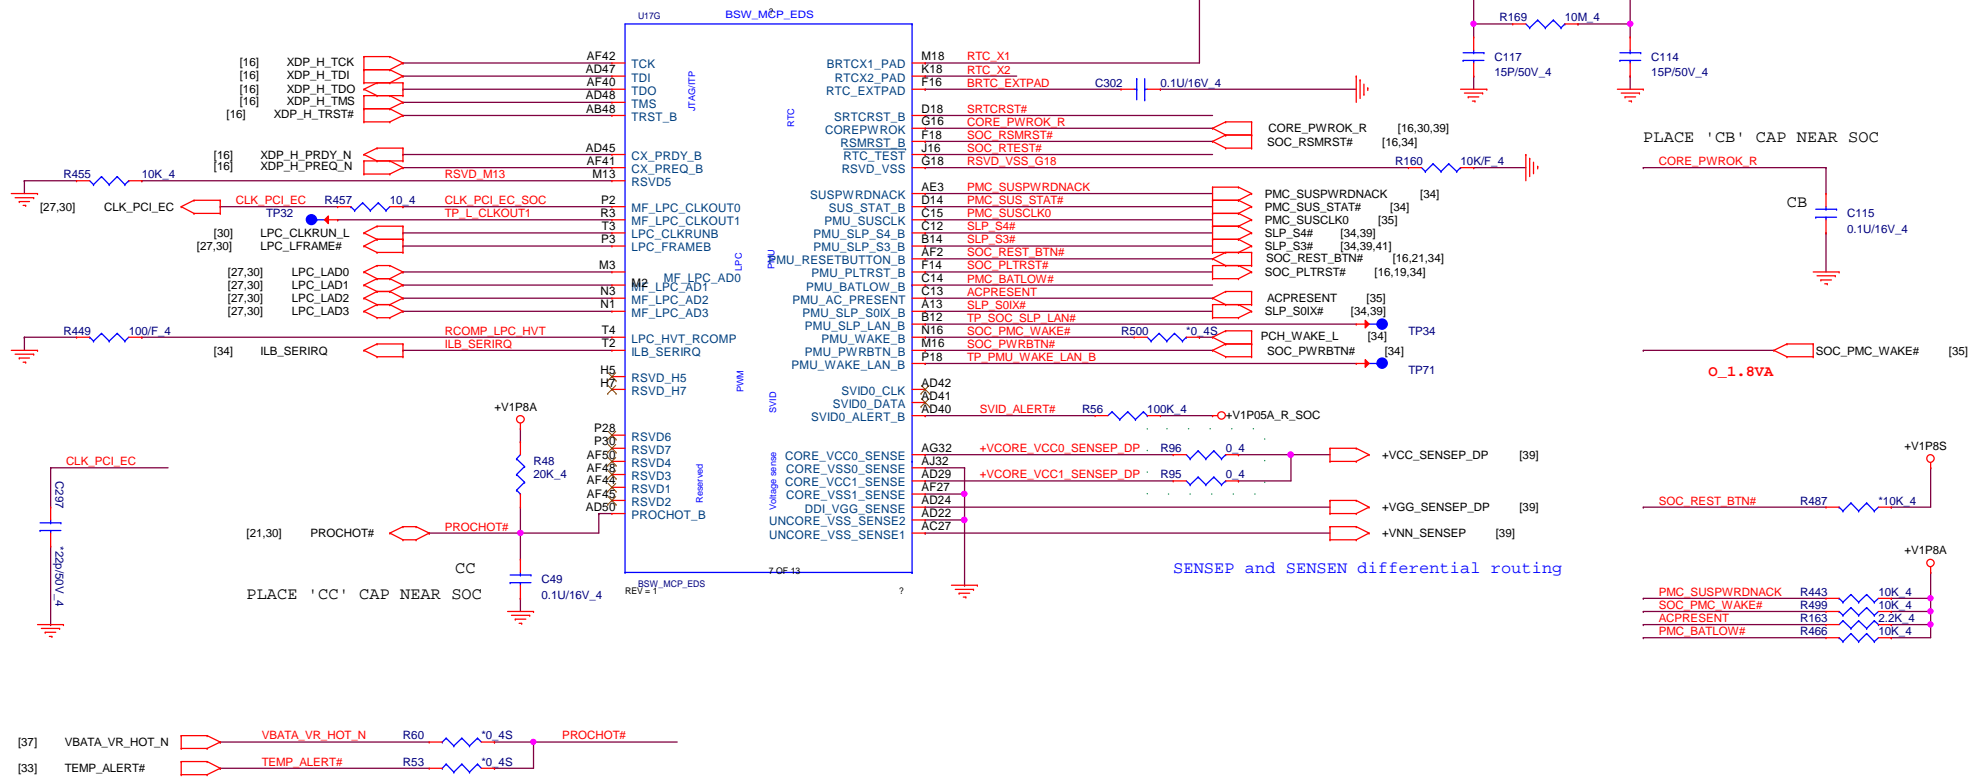 U17G
BSW_MCP_EDS
?
R169 10M_4
C117
15P/50V_4
C114
15P/50V_4
[16] XDP_H_TCK AF42 TCK
[16] XDP_H_TDI AD47 TDI
[16] XDP_H_TDO AF40 TDO
[16] XDP_H_TMS AD48 TMS
[16] XDP_H_TRST# AB48 TRST_B
JTAG/ITP
[16] XDP_H_PRDY_N AD45 CX_PRDY_B
[16] XDP_H_PREQ_N AF41 CX_PREQ_B
R455 10K_4 RSVD_M13 M13 RSVD5
[27,30] CLK_PCI_EC CLK_PCI_EC R457 10_4 CLK_PCI_EC_SOC P2 MF_LPC_CLKOUT0
TP32 TP_L_CLKOUT1 R3 MF_LPC_CLKOUT1
[30] LPC_CLKRUN_L T3 LPC_CLKRUNB
[27,30] LPC_LFRAME# P3 LPC_FRAMEB
LPC
[27,30] LPC_LAD0 M3 MF_LPC_AD0
[27,30] LPC_LAD1 M2 MF_LPC_AD1
[27,30] LPC_LAD2 N3 MF_LPC_AD2
[27,30] LPC_LAD3 N1 MF_LPC_AD3
R449 100/F_4 RCOMP_LPC_HVT T4 LPC_HVT_RCOMP
[34] ILB_SERIRQ ILB_SERIRQ T2 ILB_SERIRQ
H5 RSVD_H5
H7 RSVD_H7
PWM
+V1P8A
R48
20K_4
P28 RSVD6
P30 RSVD7
AF50 RSVD4
AF48 RSVD3
AF44 RSVD1
AF45 RSVD2
AD50 PROCHOT_B
Reserved
[21,30] PROCHOT# PROCHOT#
CC
C49
0.1U/16V_4
PLACE 'CC' CAP NEAR SOC
CLK_PCI_EC
C297
*22p/50V_4
BRTCX1_PAD M18 RTC_X1
RTCX2_PAD K18 RTC_X2
RTC_EXTPAD F16 BRTC_EXTPAD C302 0.1U/16V_4
RTC
SRTCRST_B D18 SRTCRST#
COREPWROK G16 CORE_PWROK_R CORE_PWROK_R [16,30,39]
RSMRST_B F18 SOC_RSMRST# SOC_RSMRST# [16,34]
RTC_TEST J16 SOC_RTEST#
RSVD_VSS G18 RSVD_VSS_G18 R160 10K/F_4
SUSPWRDNACK AE3 PMC_SUSPWRDNACK PMC_SUSPWRDNACK [34]
SUS_STAT_B D14 PMC_SUS_STAT# PMC_SUS_STAT# [34]
PMU_SUSCLK C15 PMC_SUSCLK0 PMC_SUSCLK0 [35]
PMU_SLP_S4_B C12 SLP_S4# SLP_S4# [34,39]
PMU_SLP_S3_B B14 SLP_S3# SLP_S3# [34,39,41]
PMU
PMU_RESETBUTTON_B AF2 SOC_REST_BTN# SOC_REST_BTN# [16,21,34]
PMU_PLTRST_B F14 SOC_PLTRST# SOC_PLTRST# [16,19,34]
PMU_BATLOW_B C14 PMC_BATLOW#
PMU_AC_PRESENT C13 ACPRESENT ACPRESENT [35]
PMU_SLP_S0IX_B A13 SLP_S0IX# SLP_S0IX# [34,39]
PMU_SLP_LAN_B B12 TP_SOC_SLP_LAN# TP34
PMU_WAKE_B N16 SOC_PMC_WAKE# R500 *0_4S PCH_WAKE_L [34]
PMU_PWRBTN_B M16 SOC_PWRBTN# SOC_PWRBTN# [34]
PMU_WAKE_LAN_B P18 TP_PMU_WAKE_LAN_B TP71
SVID
SVID0_CLK AD42
SVID0_DATA AD41
SVID0_ALERT_B AD40 SVID_ALERT# R56 100K_4 +V1P05A_R_SOC
Voltage sense
CORE_VCC0_SENSE AG32 +VCORE_VCC0_SENSEP_DP R96 0_4 +VCC_SENSEP_DP [39]
CORE_VSS0_SENSE AJ32
CORE_VCC1_SENSE AD29 +VCORE_VCC1_SENSEP_DP R95 0_4
CORE_VSS1_SENSE AF27
DDI_VGG_SENSE AD24 +VGG_SENSEP_DP [39]
UNCORE_VSS_SENSE2 AD22
UNCORE_VSS_SENSE1 AC27 +VNN_SENSEP [39]
SENSEP and SENSEN differential routing
7 OF 13
BSW_MCP_EDS
REV = 1
?
PLACE 'CB' CAP NEAR SOC
CORE_PWROK_R
CB
C115
0.1U/16V_4
SOC_PMC_WAKE# [35]
O_1.8VA
+V1P8S
SOC_REST_BTN# R487 *10K_4
+V1P8A
PMC_SUSPWRDNACK R443 10K_4
SOC_PMC_WAKE# R499 10K_4
ACPRESENT R163 2.2K_4
PMC_BATLOW# R466 10K_4
[37] VBATA_VR_HOT_N VBATA_VR_HOT_N R60 *0_4S PROCHOT#
[33] TEMP_ALERT# TEMP_ALERT# R53 *0_4S